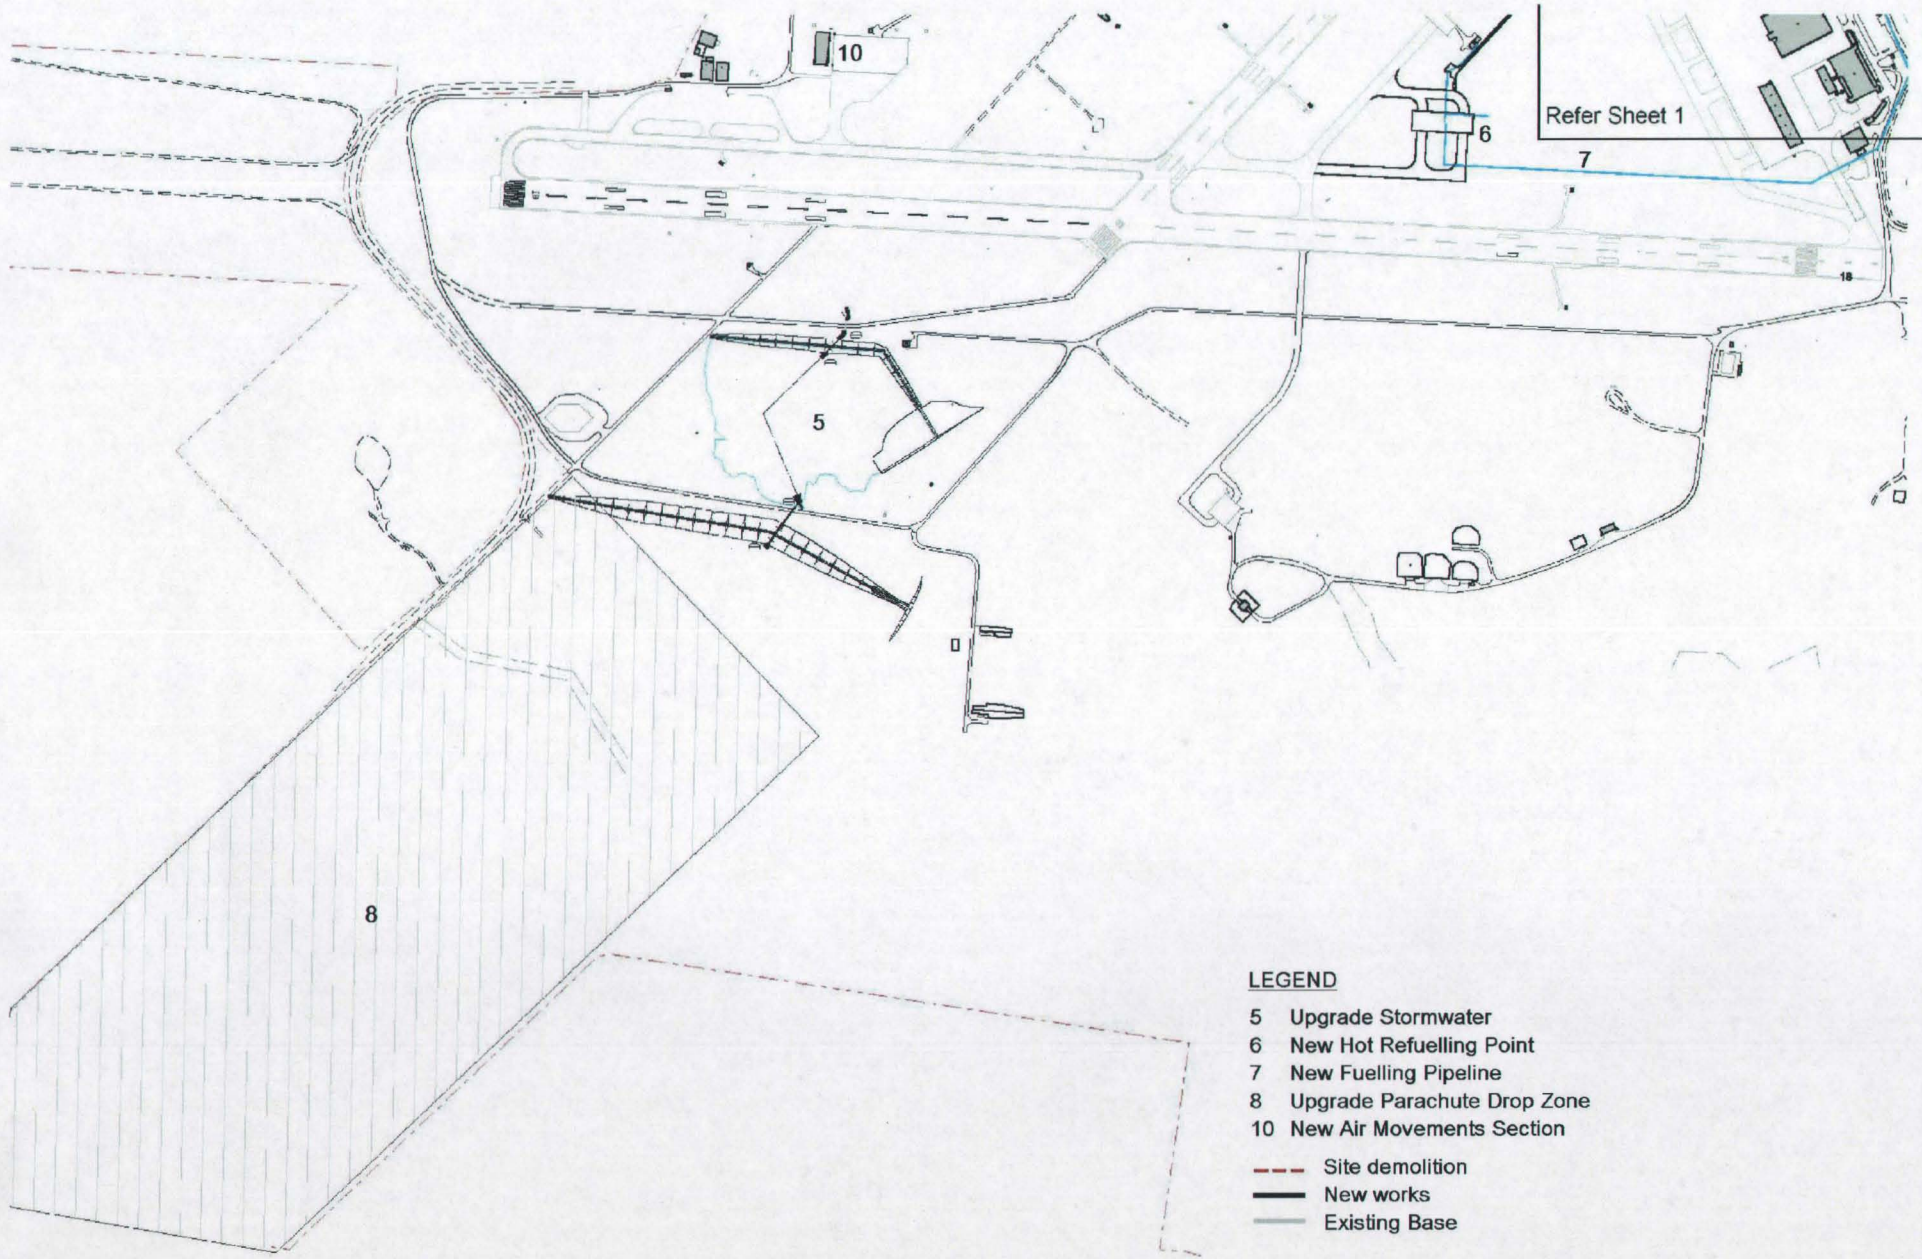 10
Refer Sheet 1
6
7
18
5
8
LEGEND
5 Upgrade Stormwater
6 New Hot Refuelling Point
7 New Fuelling Pipeline
8 Upgrade Parachute Drop Zone
10 New Air Movements Section
Site demolition
New works
Existing Base